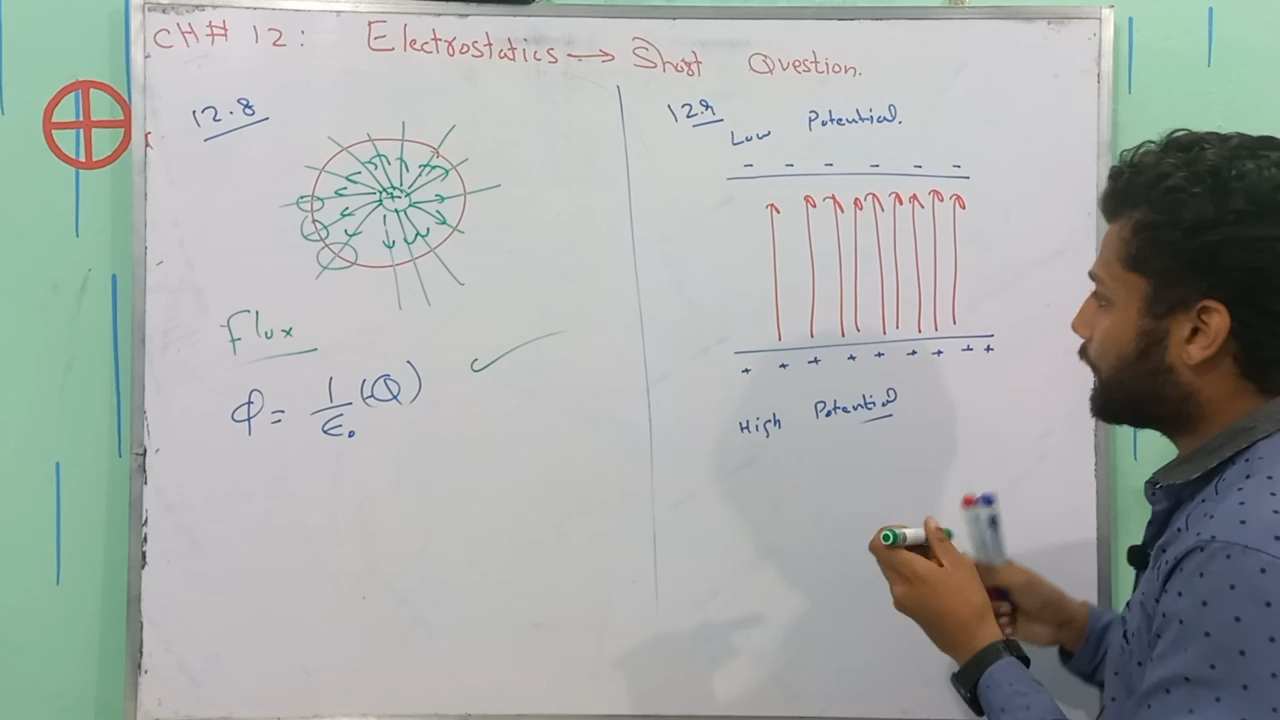 CH# 12: Electrostatics → Short Question.
12.8
+
Flux
φ = 1/ε₀ (Q)
12.9
Low Potential.
- - - - - -
+ + + + + + + + +
High Potential